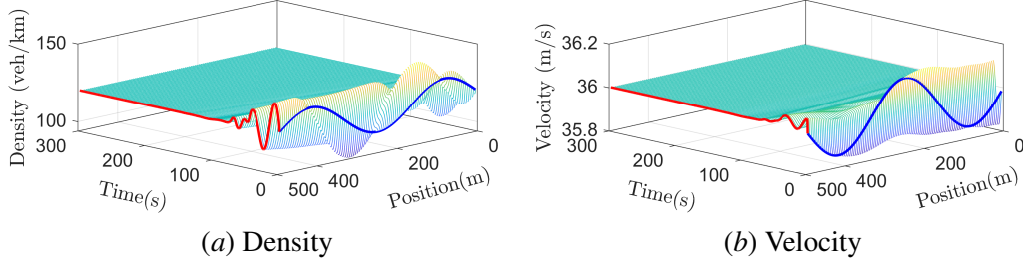 Density (veh/km)
150
100
300
200
100
0
Time(s)
500
400
200
0
Position(m)
(a) Density
Velocity (m/s)
36.2
36
35.8
300
200
100
0
Time(s)
500
400
200
0
Position(m)
(b) Velocity